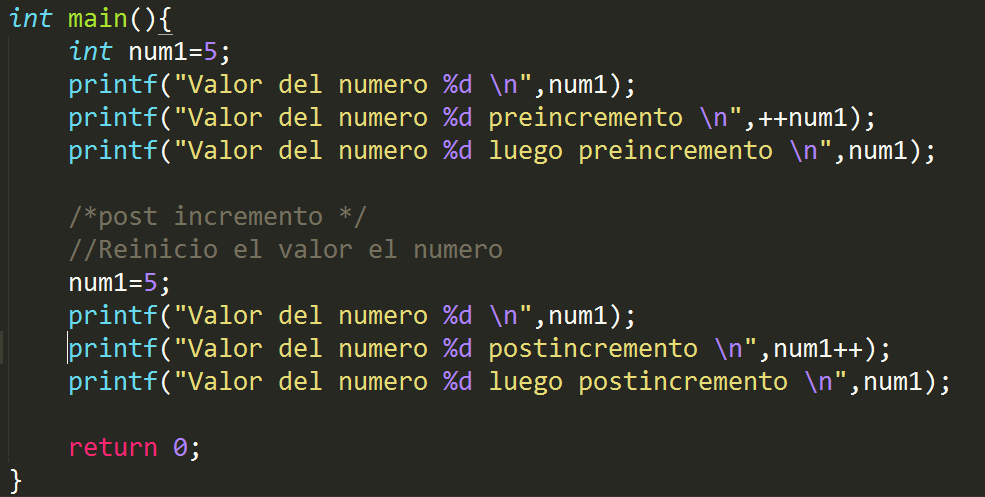 int main(){
    int num1=5;
    printf("Valor del numero %d \n",num1);
    printf("Valor del numero %d preincremento \n",++num1);
    printf("Valor del numero %d luego preincremento \n",num1);

    /*post incremento */
    //Reinicio el valor el numero
    num1=5;
    printf("Valor del numero %d \n",num1);
    printf("Valor del numero %d postincremento \n",num1++);
    printf("Valor del numero %d luego postincremento \n",num1);

    return 0;
}